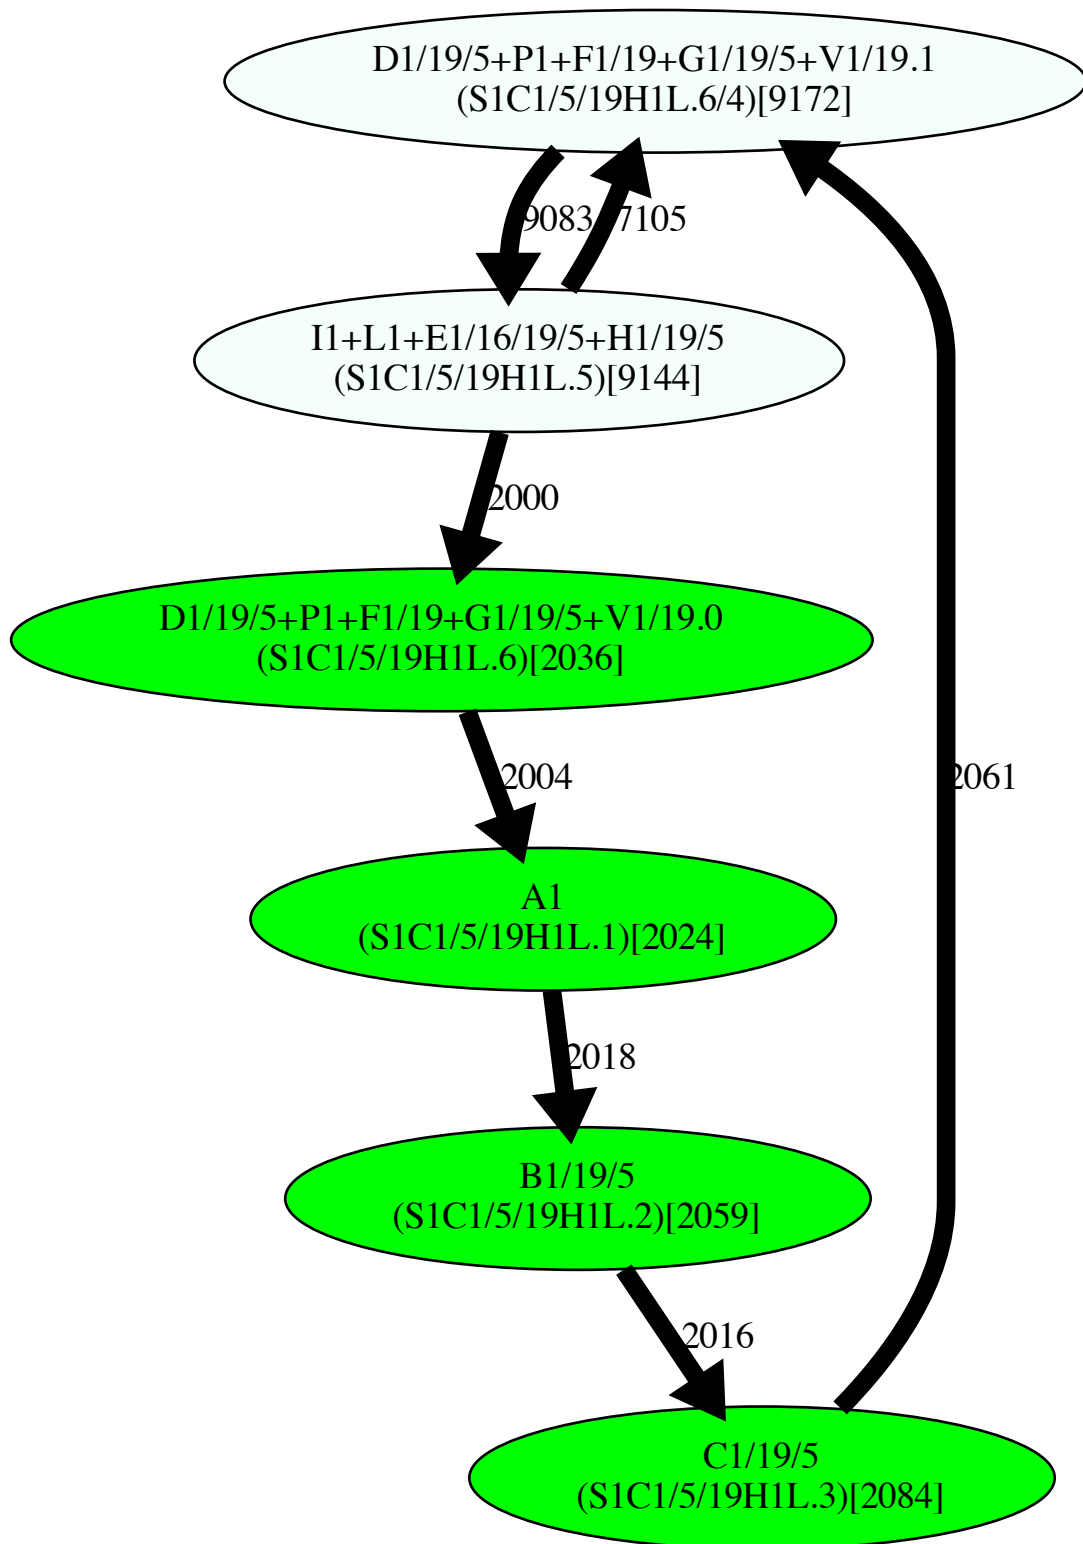 D1/19/5+P1+F1/19+G1/19/5+V1/19.1
(S1C1/5/19H1L.6/4)[9172]
9083
7105
I1+L1+E1/16/19/5+H1/19/5
(S1C1/5/19H1L.5)[9144]
2000
D1/19/5+P1+F1/19+G1/19/5+V1/19.0
(S1C1/5/19H1L.6)[2036]
2004
2061
A1
(S1C1/5/19H1L.1)[2024]
2018
B1/19/5
(S1C1/5/19H1L.2)[2059]
2016
C1/19/5
(S1C1/5/19H1L.3)[2084]